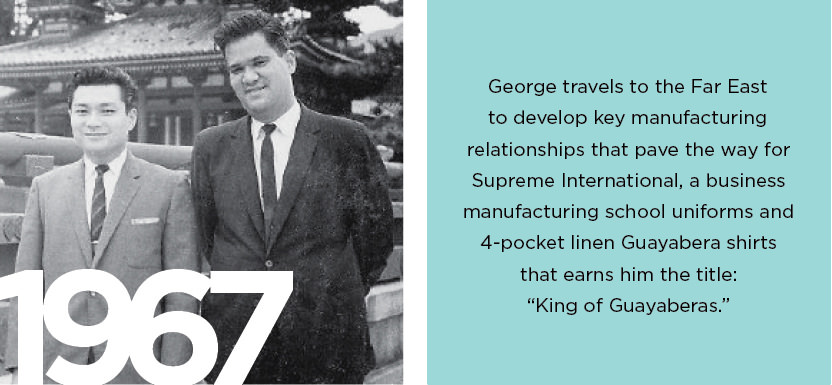 1967
George travels to the Far East
to develop key manufacturing
relationships that pave the way for
Supreme International, a business
manufacturing school uniforms and
4-pocket linen Guayabera shirts
that earns him the title:
“King of Guayaberas.”